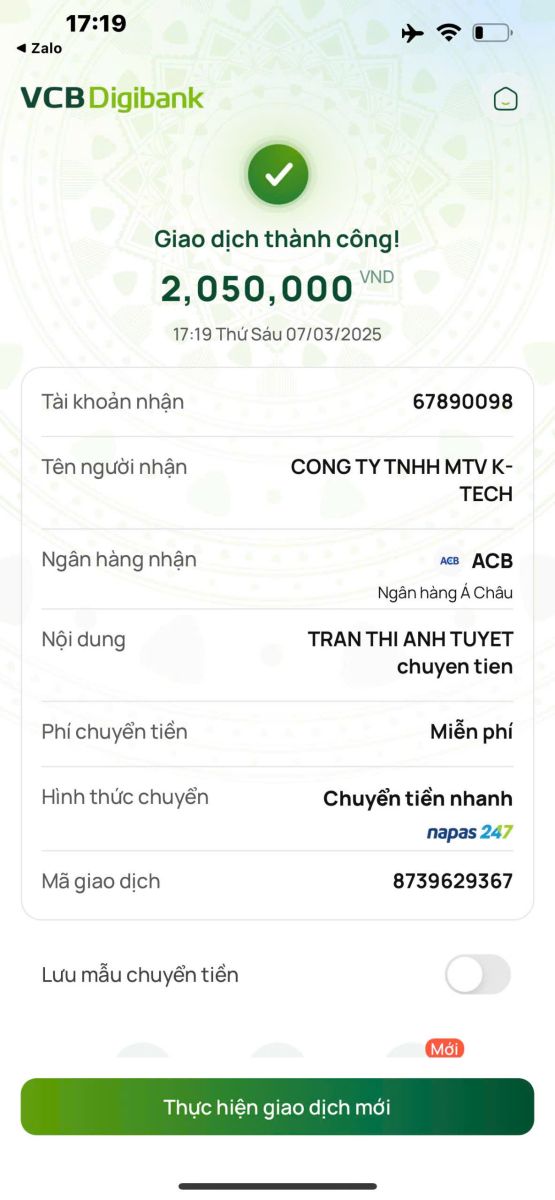 17:19
◀ Zalo
VCB Digibank
Giao dịch thành công!
2,050,000 VND
17:19 Thứ Sáu 07/03/2025
Tài khoản nhận 67890098
Tên người nhận CONG TY TNHH MTV K-
TECH
Ngân hàng nhận ACB ACB
Ngân hàng Á Châu
Nội dung TRAN THI ANH TUYET
chuyen tien
Phí chuyển tiền Miễn phí
Hình thức chuyển Chuyển tiền nhanh
napas 247
Mã giao dịch 8739629367
Lưu mẫu chuyển tiền
Mới
Thực hiện giao dịch mới